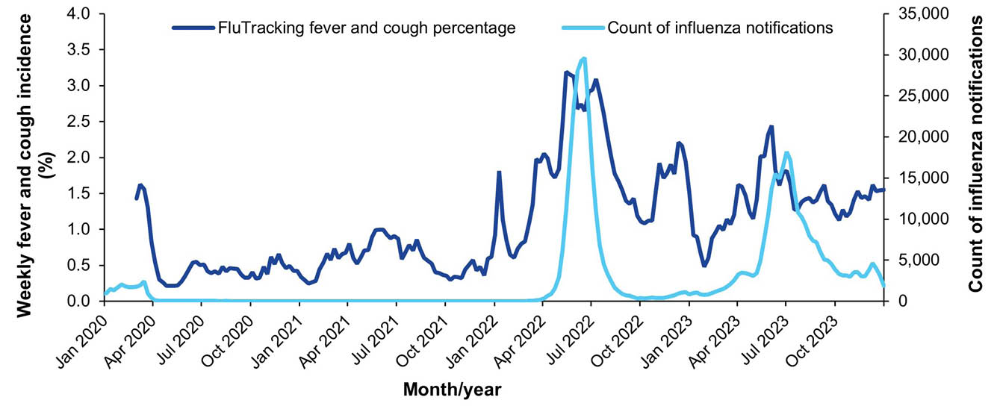 FluTracking fever and cough percentage
Count of influenza notifications
Weekly fever and cough incidence
(%)
4.0
3.5
3.0
2.5
2.0
1.5
1.0
0.5
0.0
35,000
30,000
25,000
20,000
15,000
10,000
5,000
0
Count of influenza notifications
Jan 2020
Apr 2020
Jul 2020
Oct 2020
Jan 2021
Apr 2021
Jul 2021
Oct 2021
Jan 2022
Apr 2022
Jul 2022
Oct 2022
Jan 2023
Apr 2023
Jul 2023
Oct 2023
Month/year